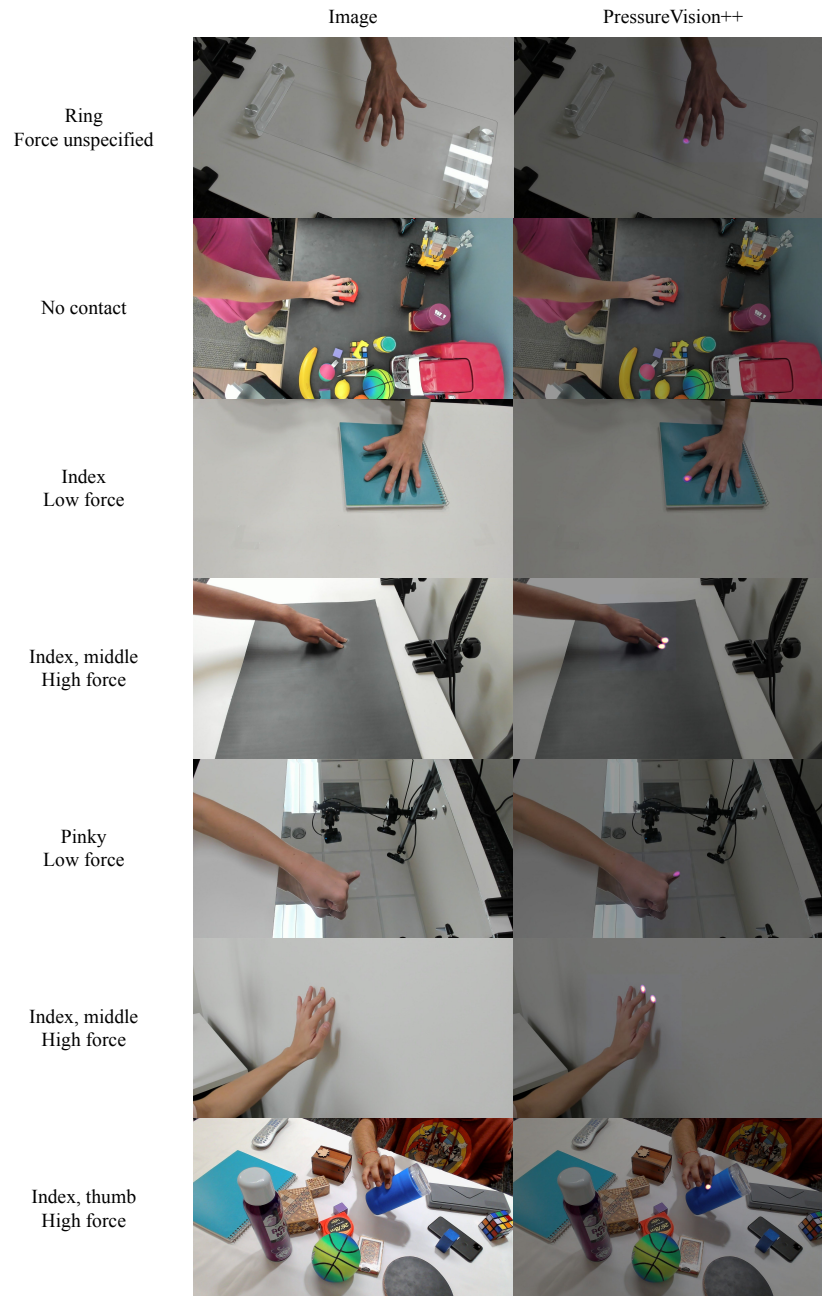 Image
PressureVision++
Ring
Force unspecified
No contact
Index
Low force
Index, middle
High force
Pinky
Low force
Index, middle
High force
Index, thumb
High force